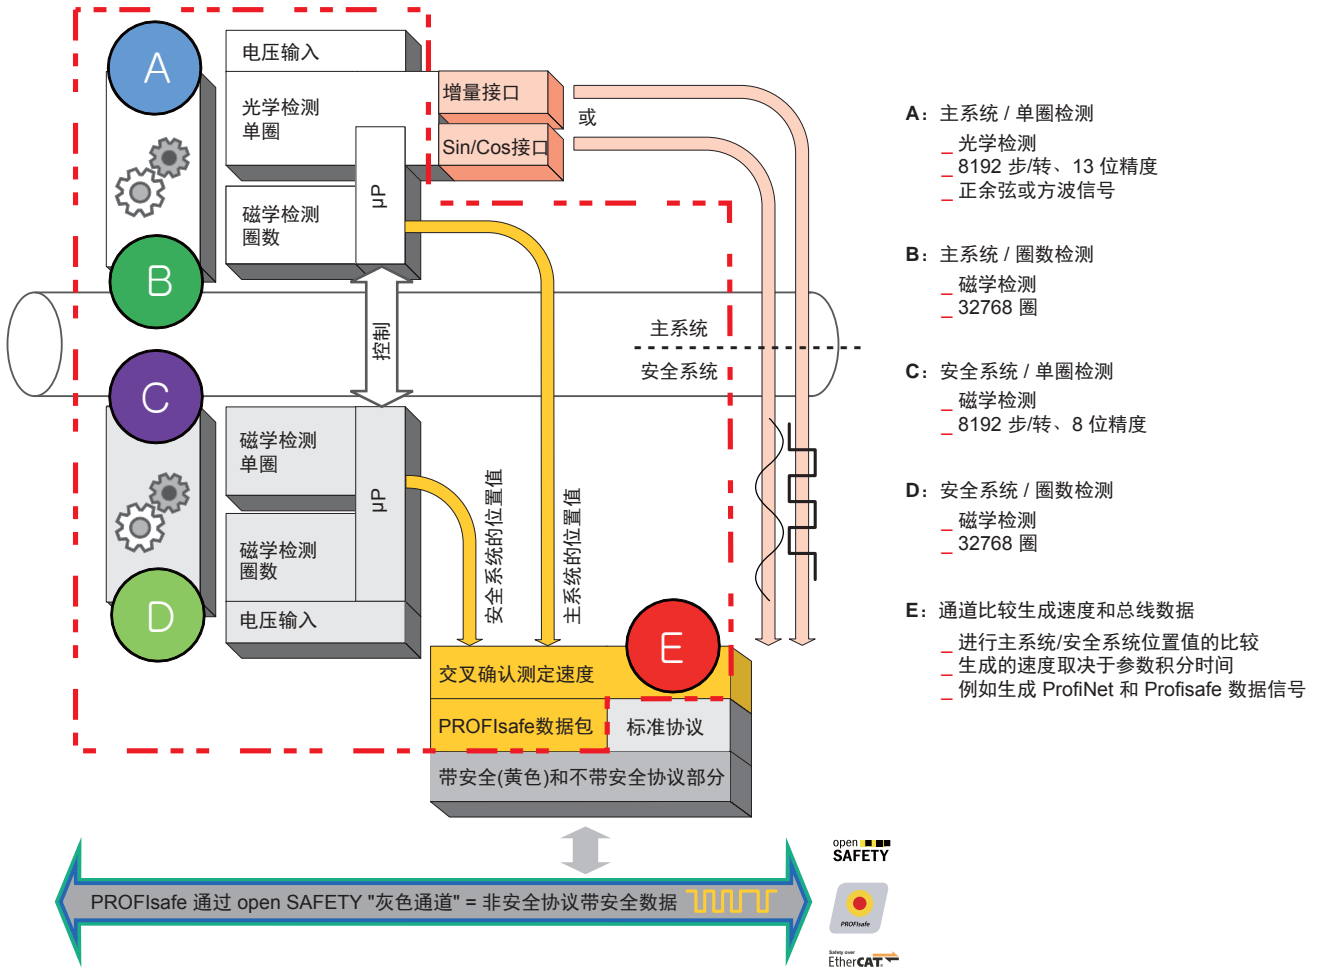 A
电压输入
光学检测
单圈
增量接口
或
Sin/Cos接口
μP
磁学检测
圈数
B
控制
主系统
安全系统
C
磁学检测
单圈
μP
磁学检测
圈数
D
电压输入
安全系统的位置值
主系统的位置值
E
交叉确认测定速度
PROFIsafe数据包
标准协议
带安全(黄色)和不带安全协议部分
PROFIsafe 通过 open SAFETY "灰色通道" = 非安全协议带安全数据
open
SAFETY
PROFIsafe
Safety over
EtherCAT.
A：主系统 / 单圈检测
_ 光学检测
_ 8192 步/转、13 位精度
_ 正余弦或方波信号
B：主系统 / 圈数检测
_ 磁学检测
_ 32768 圈
C：安全系统 / 单圈检测
_ 磁学检测
_ 8192 步/转、8 位精度
D：安全系统 / 圈数检测
_ 磁学检测
_ 32768 圈
E：通道比较生成速度和总线数据
_ 进行主系统/安全系统位置值的比较
_ 生成的速度取决于参数积分时间
_ 例如生成 ProfiNet 和 Profisafe 数据信号